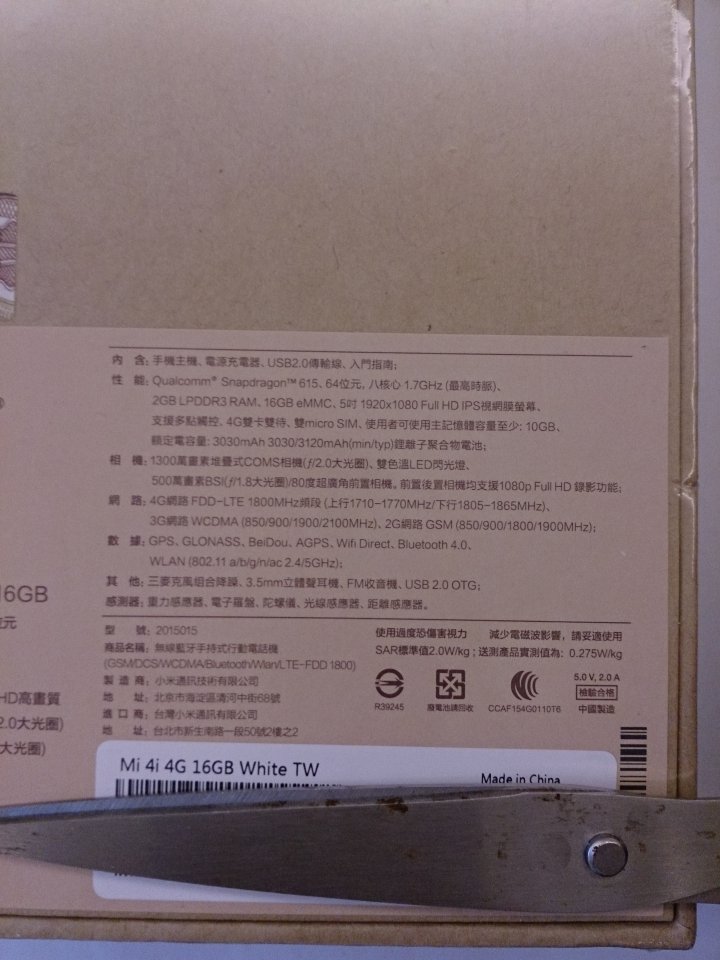 內 含: 手機主機、電源充電器、USB2.0傳輸線、入門指南;
性 能: Qualcomm® Snapdragon™ 615、64位元，八核心 1.7GHz (最高時脈)、
2GB LPDDR3 RAM、16GB eMMC、5吋 1920x1080 Full HD IPS視網膜螢幕、
支援多點觸控、4G雙卡雙待、雙micro SIM、使用者可使用主記憶體容量至少: 10GB、
額定電容量: 3030mAh 3030/3120mAh(min/typ)鋰離子聚合物電池;
相 機: 1300萬畫素堆疊式COMS相機(f/2.0大光圈)、雙色溫LED閃光燈、
500萬畫素BSI(f/1.8大光圈)/80度超廣角前置相機。前置後置相機均支援1080p Full HD 錄影功能;
網 路: 4G網路 FDD-LTE 1800MHz頻段 (上行1710-1770MHz/下行1805-1865MHz)、
3G網路 WCDMA (850/900/1900/2100MHz)、2G網路 GSM (850/900/1800/1900MHz);
數 據: GPS、GLONASS、BeiDou、AGPS、Wifi Direct、Bluetooth 4.0、
WLAN (802.11 a/b/g/n/ac 2.4/5GHz);
其 他: 三麥克風組合降躁、3.5mm立體聲耳機、FM收音機、USB 2.0 OTG;
感測器: 重力感應器、電子羅盤、陀螺儀、光線感應器、距離感應器。
16GB
位元
HD高畫質
2.0大光圈)
大光圈)
型 號: 2015015
商品名稱: 無線藍牙手持式行動電話機
(GSM/DCS/WCDMA/Bluetooth/Wlan/LTE-FDD 1800)
製 造 商: 小米通訊技術有限公司
地 址: 北京市海淀區清河中街68號
進 口 商: 台灣小米通訊有限公司
地 址: 台北市新生南路一段50號2樓之2
使用過度恐傷害視力 減少電磁波影響，請妥適使用
SAR標準值2.0W/kg ; 送測產品實測值為: 0.275W/kg
R39245
廢電池請回收
CCAF154G0110T6
5.0 V, 2.0 A
檢驗合格
中國製造
Mi 4i 4G 16GB White TW
Made in China